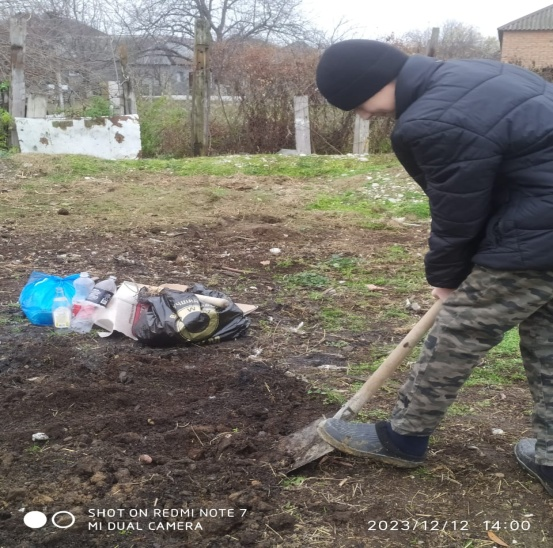 SHOT ON REDMI NOTE 7
MI DUAL CAMERA
2023/12/12 14:00